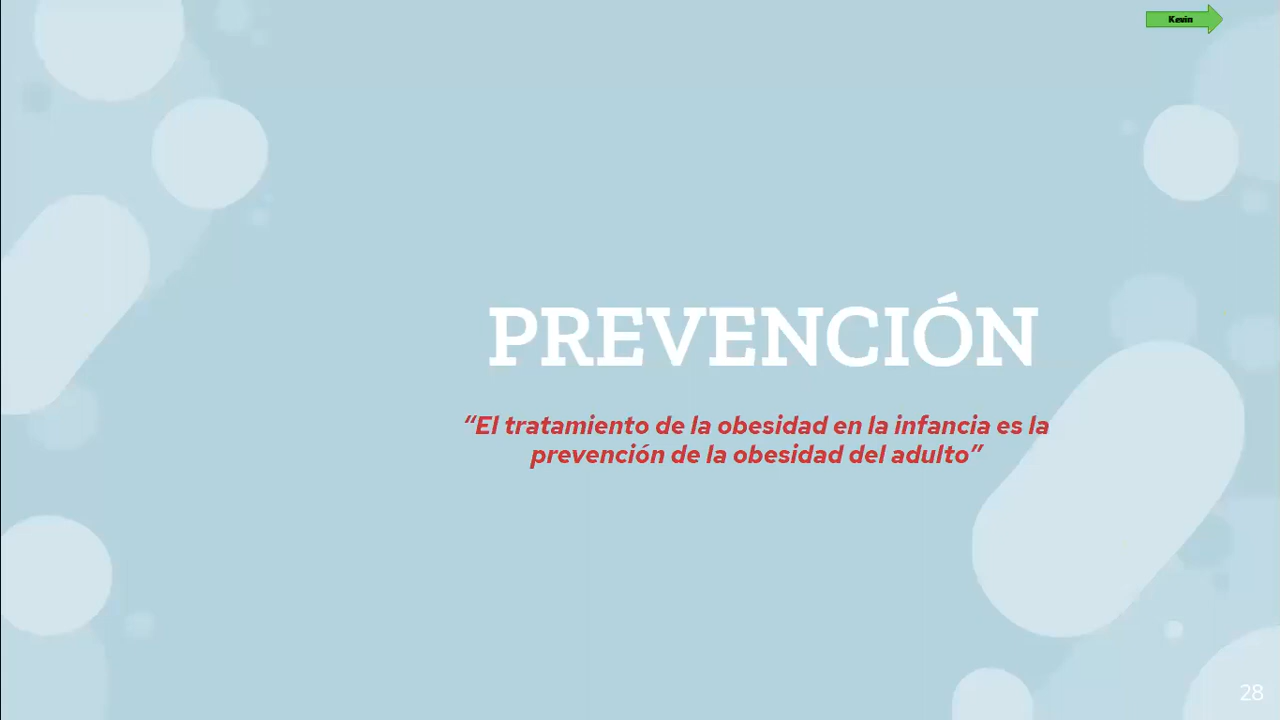 Kevin
PREVENCIÓN
“El tratamiento de la obesidad en la infancia es la
prevención de la obesidad del adulto”
28